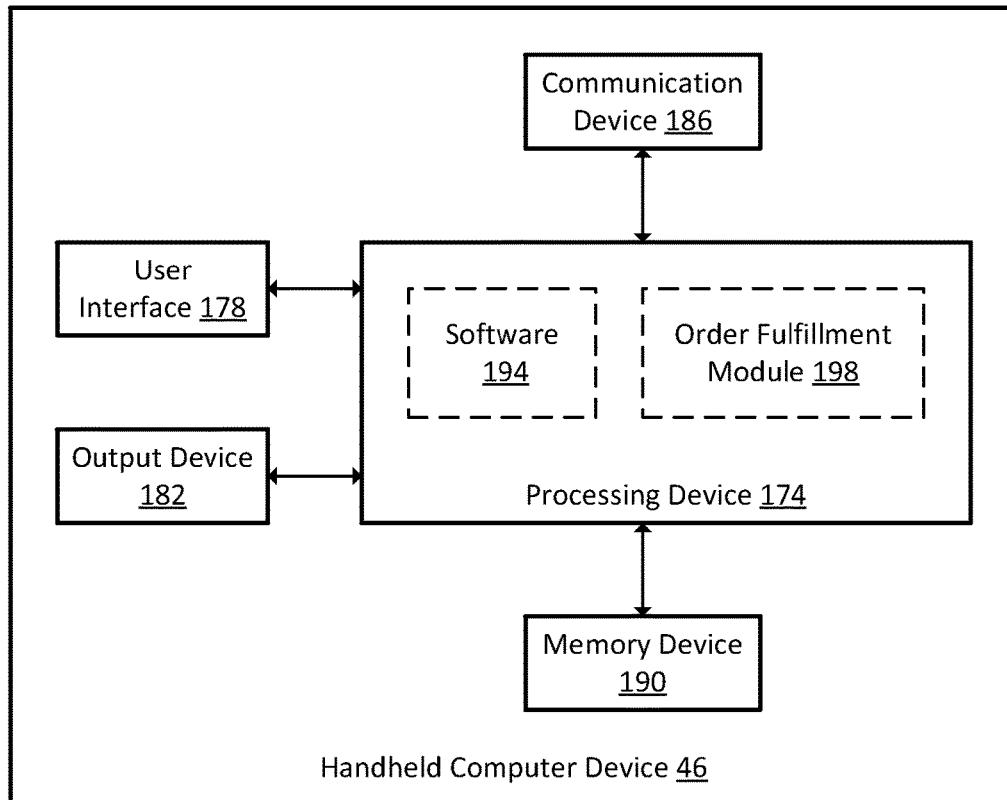 Communication
Device 186
User
Interface 178
Software
194
Order Fulfillment
Module 198
Output Device
182
Processing Device 174
Memory Device
190
Handheld Computer Device 46